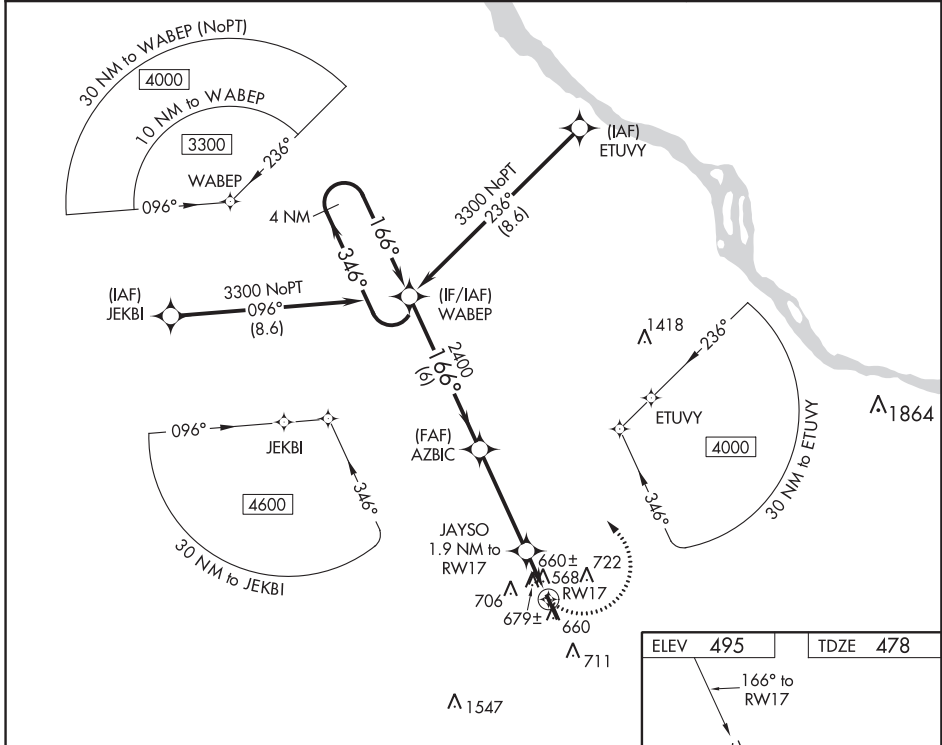 30 NM to WABEP (NoPT)
4000
10 NM to WABEP
3300
236°
WABEP
096°
(IAF)
ETUVY
3300 NoPT
236°
(8.6)
4 NM
166°
346°
(IAF)
JEKBI
3300 NoPT
096°
(8.6)
(IF/IAF)
WABEP
2400
166°
(6)
1418
236°
1864
ETUVY
4000
346°
30 NM to ETUVY
096°
JEKBI
4600
346°
30 NM to JEKBI
(FAF)
AZBIC
JAYSO
1.9 NM to
RW17
660±
568
722
706
RW17
679±
660
711
1547
ELEV 495
TDZE 478
166° to
RW17